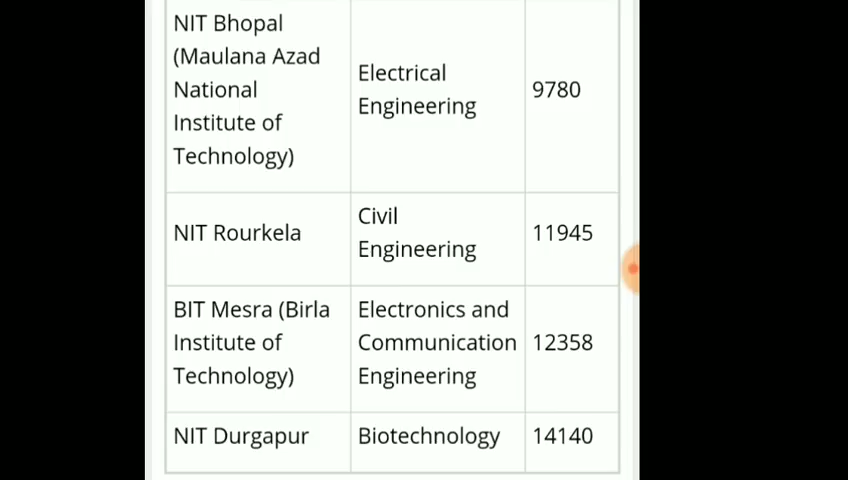 NIT Bhopal
(Maulana Azad
National
Institute of
Technology)
Electrical
Engineering
9780
NIT Rourkela
Civil
Engineering
11945
BIT Mesra (Birla
Institute of
Technology)
Electronics and
Communication
Engineering
12358
NIT Durgapur
Biotechnology
14140